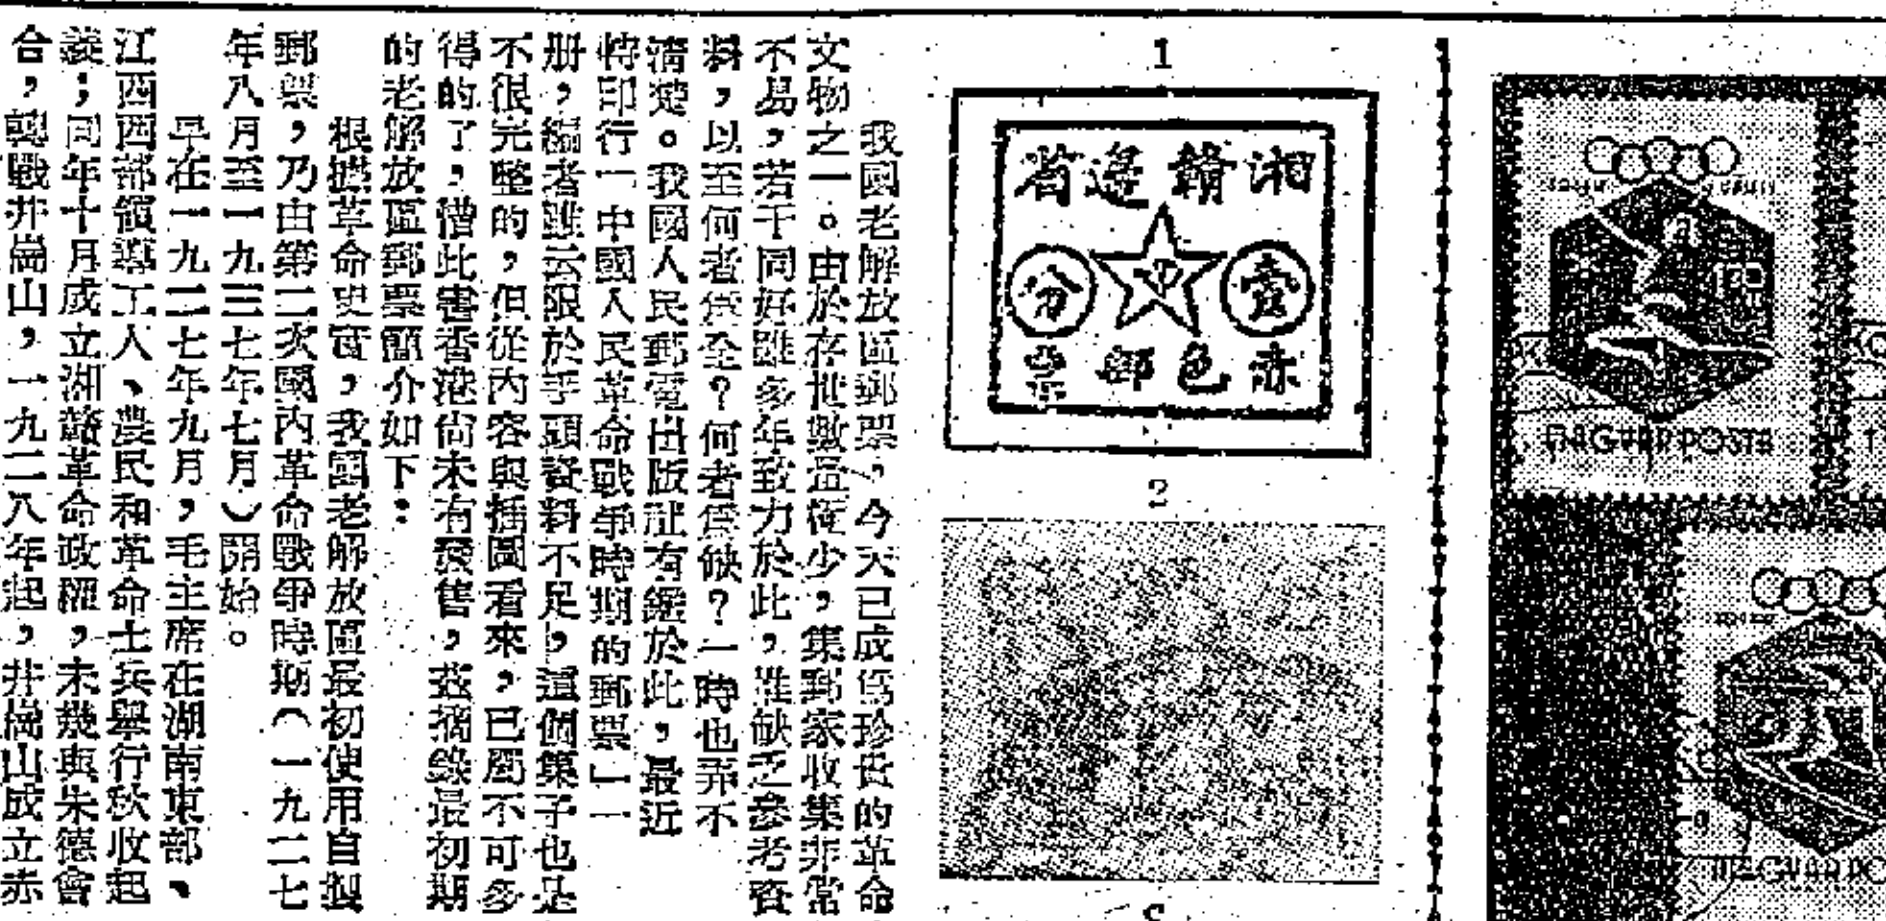 我國老解放區郵票，今天已成爲珍貴的革命
文物之一。由於存世數量極少，集郵家收集非常
不易，若干同好雖多年致力於此，惟缺乏參考資
料，以至何者爲全？何者爲缺？一時也弄不
清楚。我國人民郵電出版社有鑑於此，最近
特印行「中國人民革命戰爭時期的郵票」一
册，編者雖云限於手頭資料不足，這個集子也是
不很完整的，但從內容與插圖看來，已屬不可多
得的了，惜此書香港尚未有發售，茲摘錄最初期
的老解放區郵票簡介如下：
根據革命史實，我國老解放區最初使用自製
郵票，乃由第二次國內革命戰爭時期（一九二七
年八月至一九三七年七月）開始。
早在一九二七年九月，毛主席在湖南東部、
江西西部領導工人、農民和革命士兵舉行秋收起
義；同年十月成立湖贛革命政權，未幾與朱德會
合，轉戰井崗山，一九二八年起，井崗山成立赤
1
湘贛邊省
壹 分
赤色郵票
2
MAGYAR POSTA